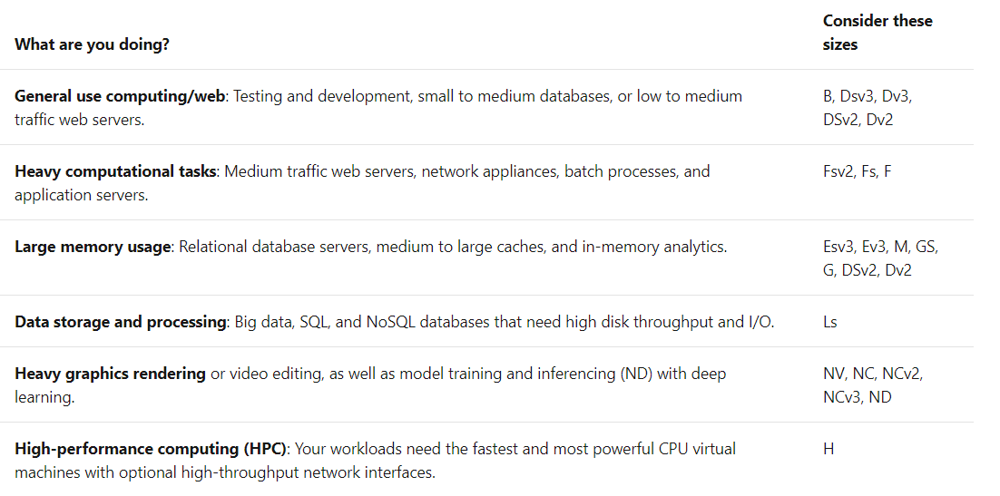 What are you doing?
Consider these
sizes
General use computing/web: Testing and development, small to medium databases, or low to medium
traffic web servers.
B, Dsv3, Dv3,
DSv2, Dv2
Heavy computational tasks: Medium traffic web servers, network appliances, batch processes, and
application servers.
Fsv2, Fs, F
Large memory usage: Relational database servers, medium to large caches, and in-memory analytics.
Esv3, Ev3, M, GS,
G, DSv2, Dv2
Data storage and processing: Big data, SQL, and NoSQL databases that need high disk throughput and I/O.
Ls
Heavy graphics rendering or video editing, as well as model training and inferencing (ND) with deep
learning.
NV, NC, NCv2,
NCv3, ND
High-performance computing (HPC): Your workloads need the fastest and most powerful CPU virtual
machines with optional high-throughput network interfaces.
H